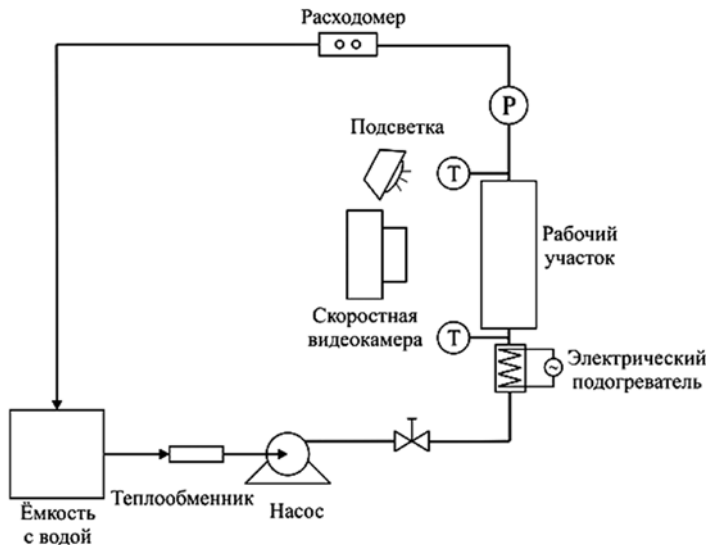 Расходомер
P
Подсветка
T
Рабочий
участок
Скоростная
видеокамера
T
Электрический
подогреватель
~
Теплообменник
Насос
Ёмкость
с водой